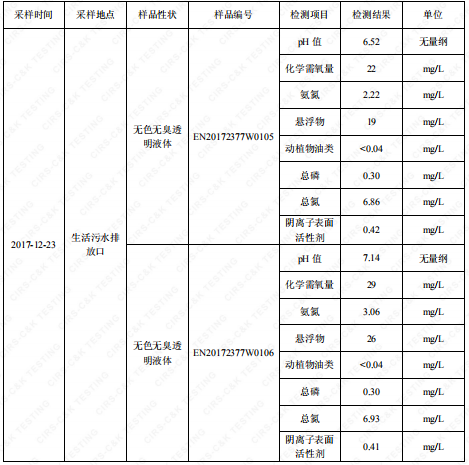 采样时间 采样地点 样品性状 样品编号 检测项目 检测结果 单位
2017-12-23 生活污水排放口 无色无臭透明液体 EN20172377W0105 pH 值 6.52 无量纲
化学需氧量 22 mg/L
氨氮 2.22 mg/L
悬浮物 19 mg/L
动植物油类 <0.04 mg/L
总磷 0.30 mg/L
总氮 6.86 mg/L
阴离子表面活性剂 0.42 mg/L
无色无臭透明液体 EN20172377W0106 pH 值 7.14 无量纲
化学需氧量 29 mg/L
氨氮 3.06 mg/L
悬浮物 26 mg/L
动植物油类 <0.04 mg/L
总磷 0.30 mg/L
总氮 6.93 mg/L
阴离子表面活性剂 0.41 mg/L